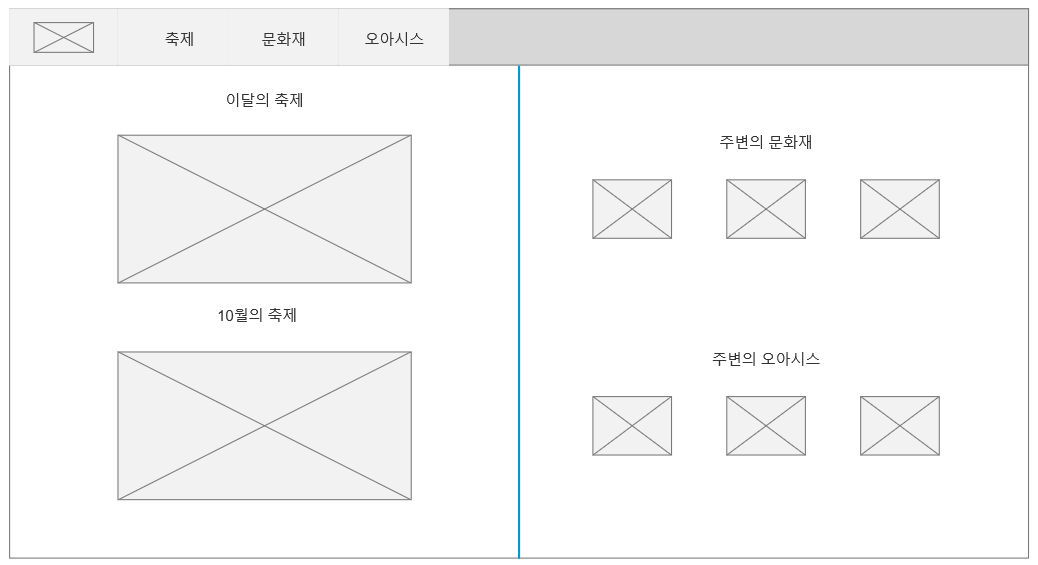 축제
문화재
오아시스
이달의 축제
10월의 축제
주변의 문화재
주변의 오아시스